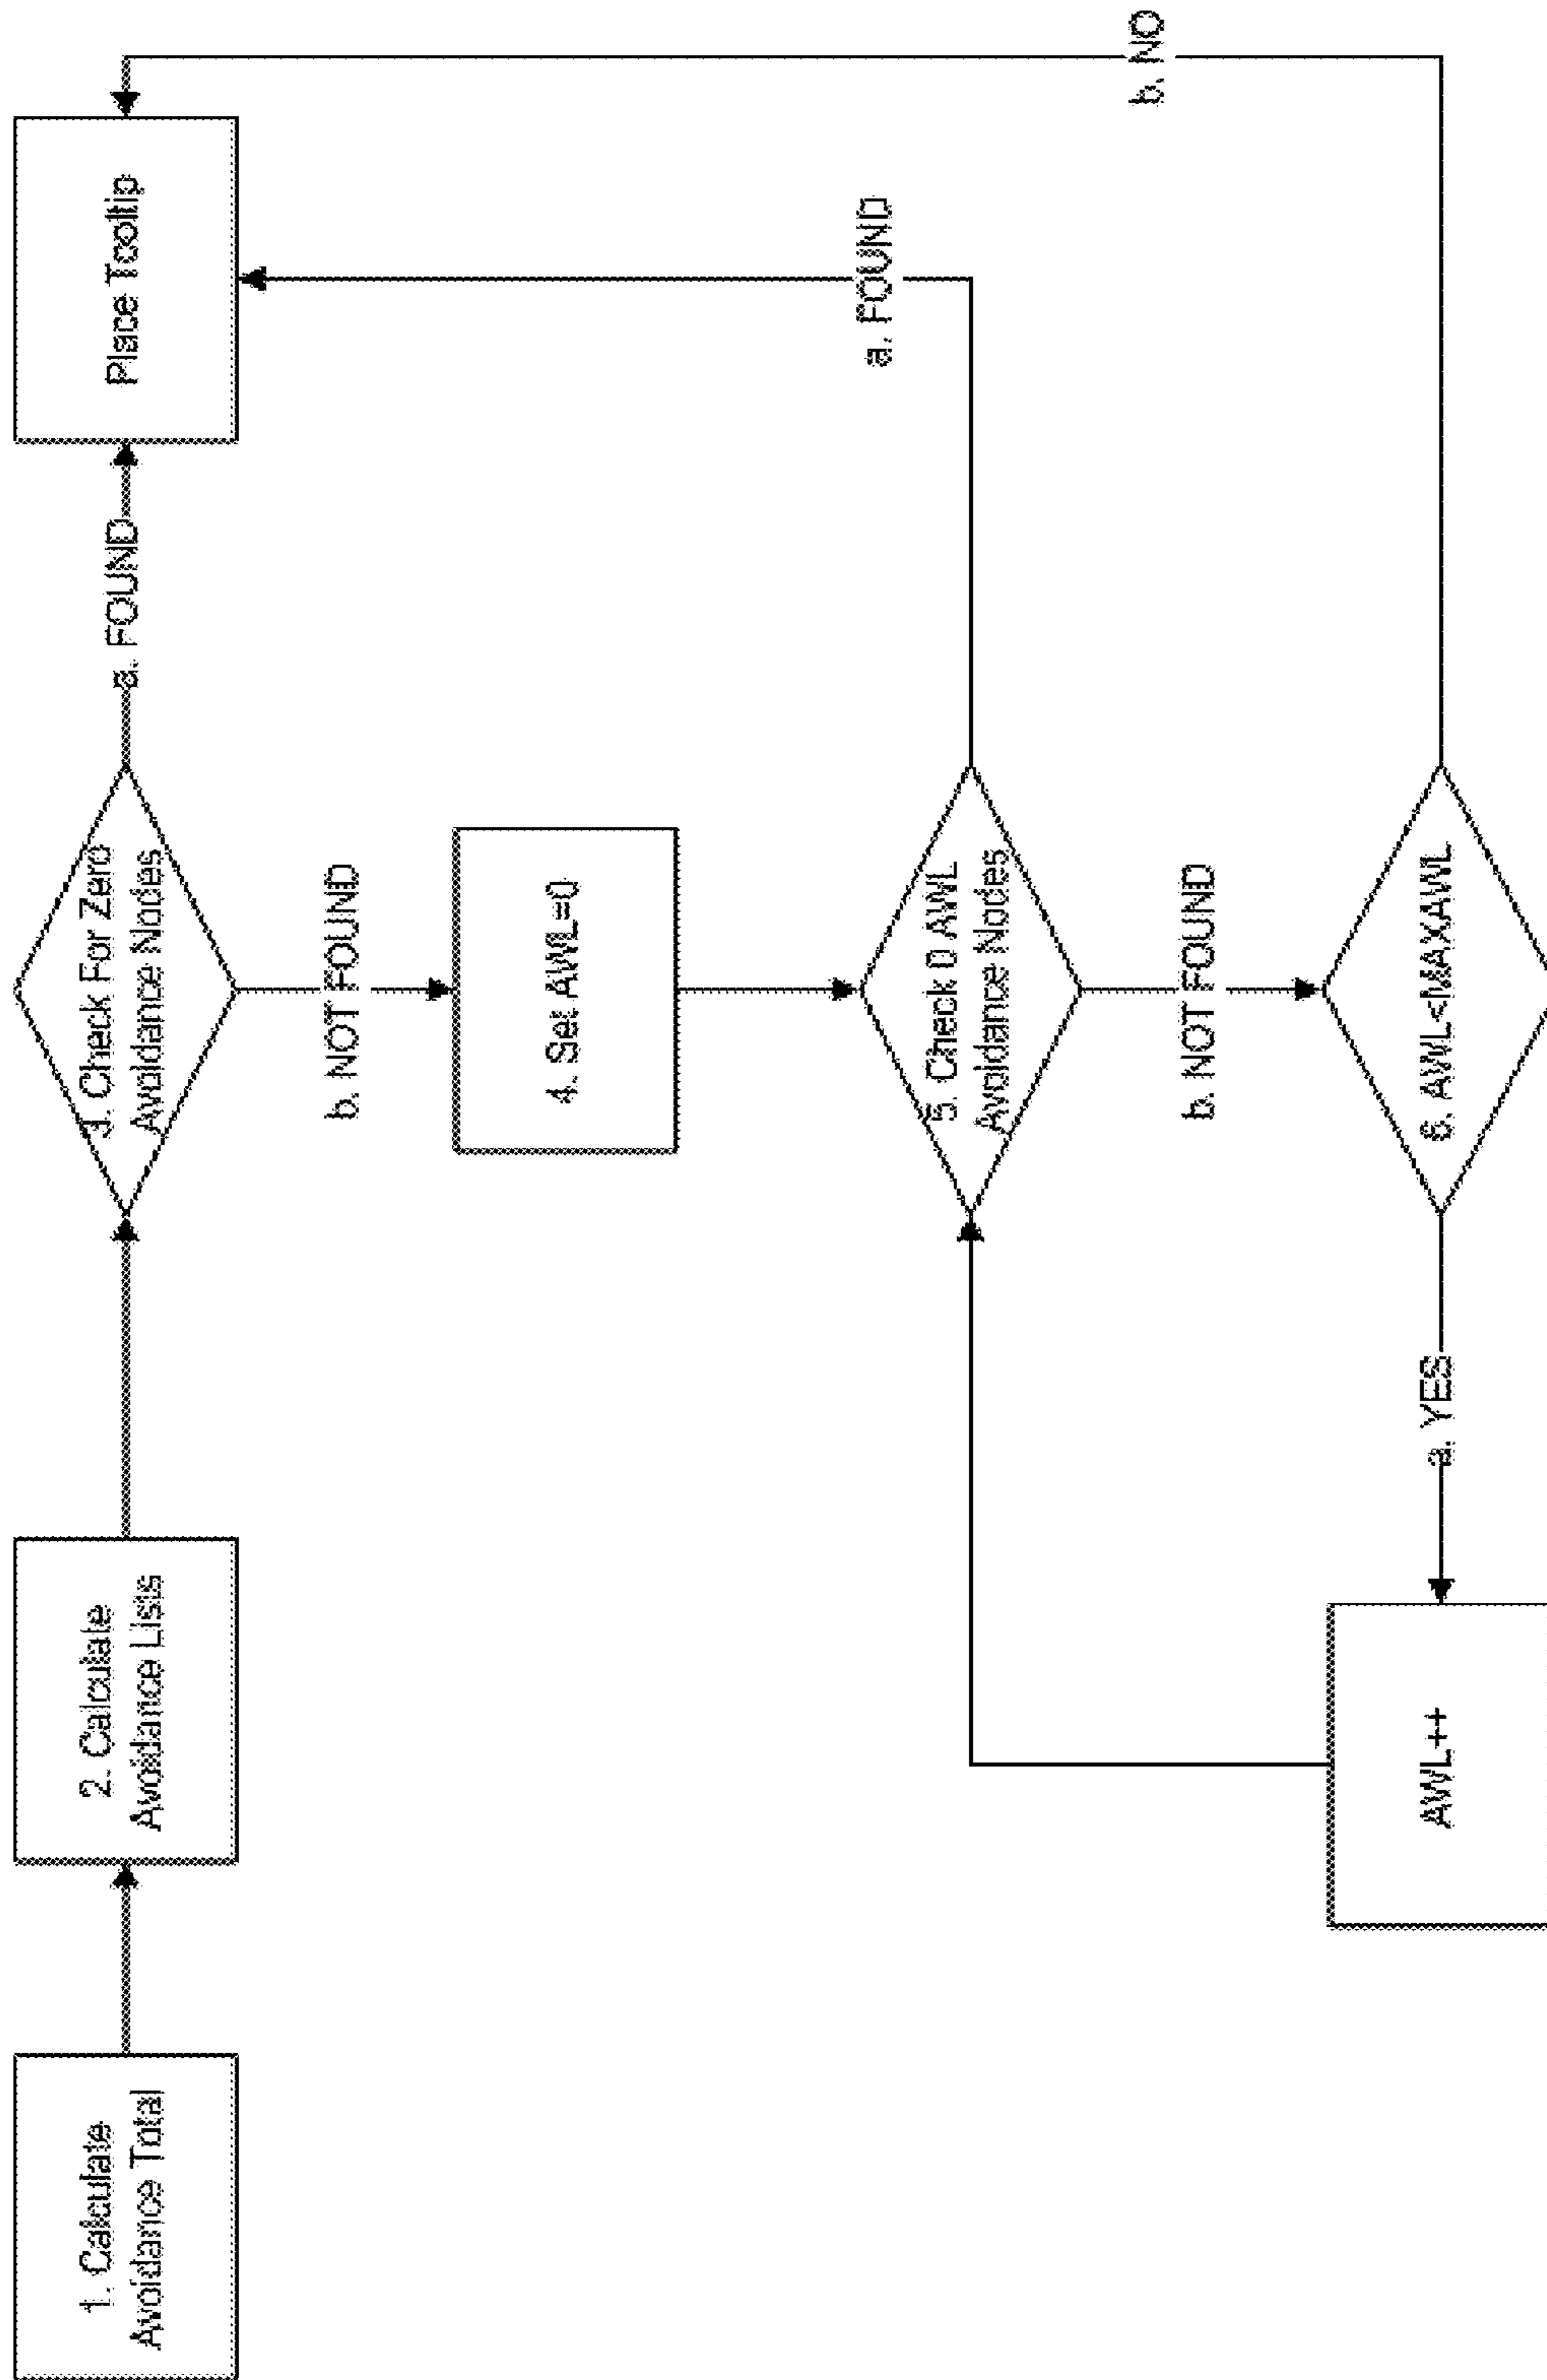 1. Calculate
Avoidance Total
2. Calculate
Avoidance Lists
3. Check For Zero
Avoidance Nodes
a. FOUND
Place Tooltip
b. NOT FOUND
4. Set AWL=0
5. Check 0 AWL
Avoidance Nodes
a. FOUND
b. NOT FOUND
6. AWL<MAXAWL
a. YES
b. NO
AWL++